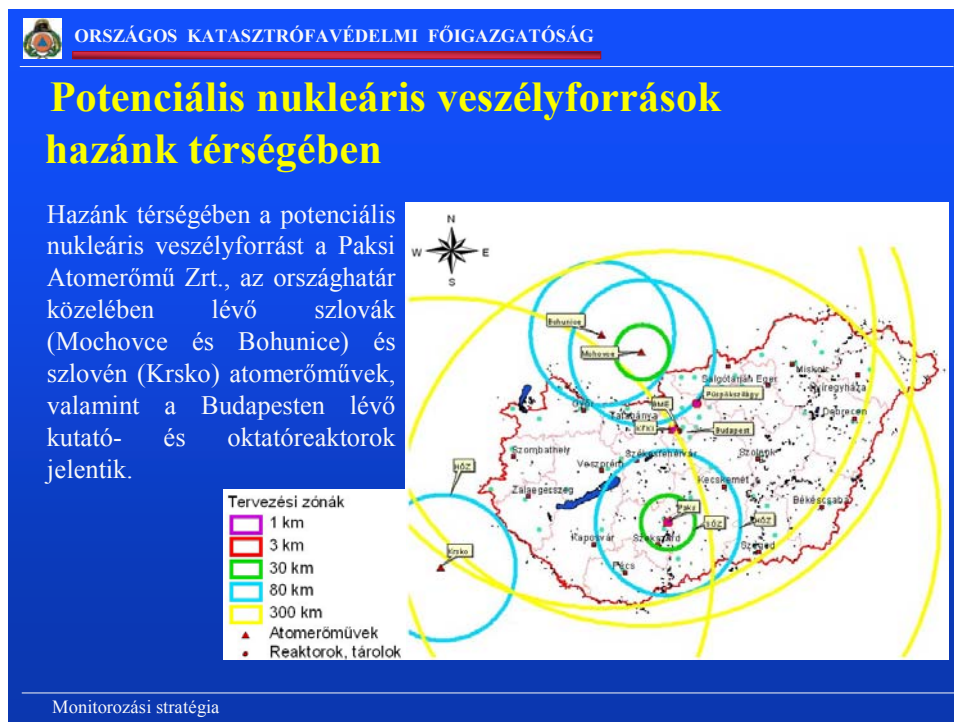 ORSZÁGOS KATASZTRÓFAVÉDELMI FŐIGAZGATÓSÁG
Potenciális nukleáris veszélyforrások
hazánk térségében
Hazánk térségében a potenciális
nukleáris veszélyforrást a Paksi
Atomerőmű Zrt., az országhatár
közelében lévő szlovák
(Mochovce és Bohunice) és
szlovén (Krsko) atomerőművek,
valamint a Budapesten lévő
kutató- és oktatóreaktorok
jelentik.
N
W E
S
Bohunice
Mohovce
Salgótarján Eger
Miskolc
Nyíregyháza
Püspökszilágy
Győr
Tatabánya
BME
KFKI
Budapest
Debrecen
Szombathely
Székesfehérvár
Szolnok
Veszprém
HÓZ
Zalaegerszeg
Kecskemét
Békéscsaba
Paks
SÓZ
HÓZ
Kaposvár
Szekszárd
Szeged
Krsko
Pécs
Tervezési zónák
1 km
3 km
30 km
80 km
300 km
Atomerőművek
Reaktorok, tárolok
Monitorozási stratégia